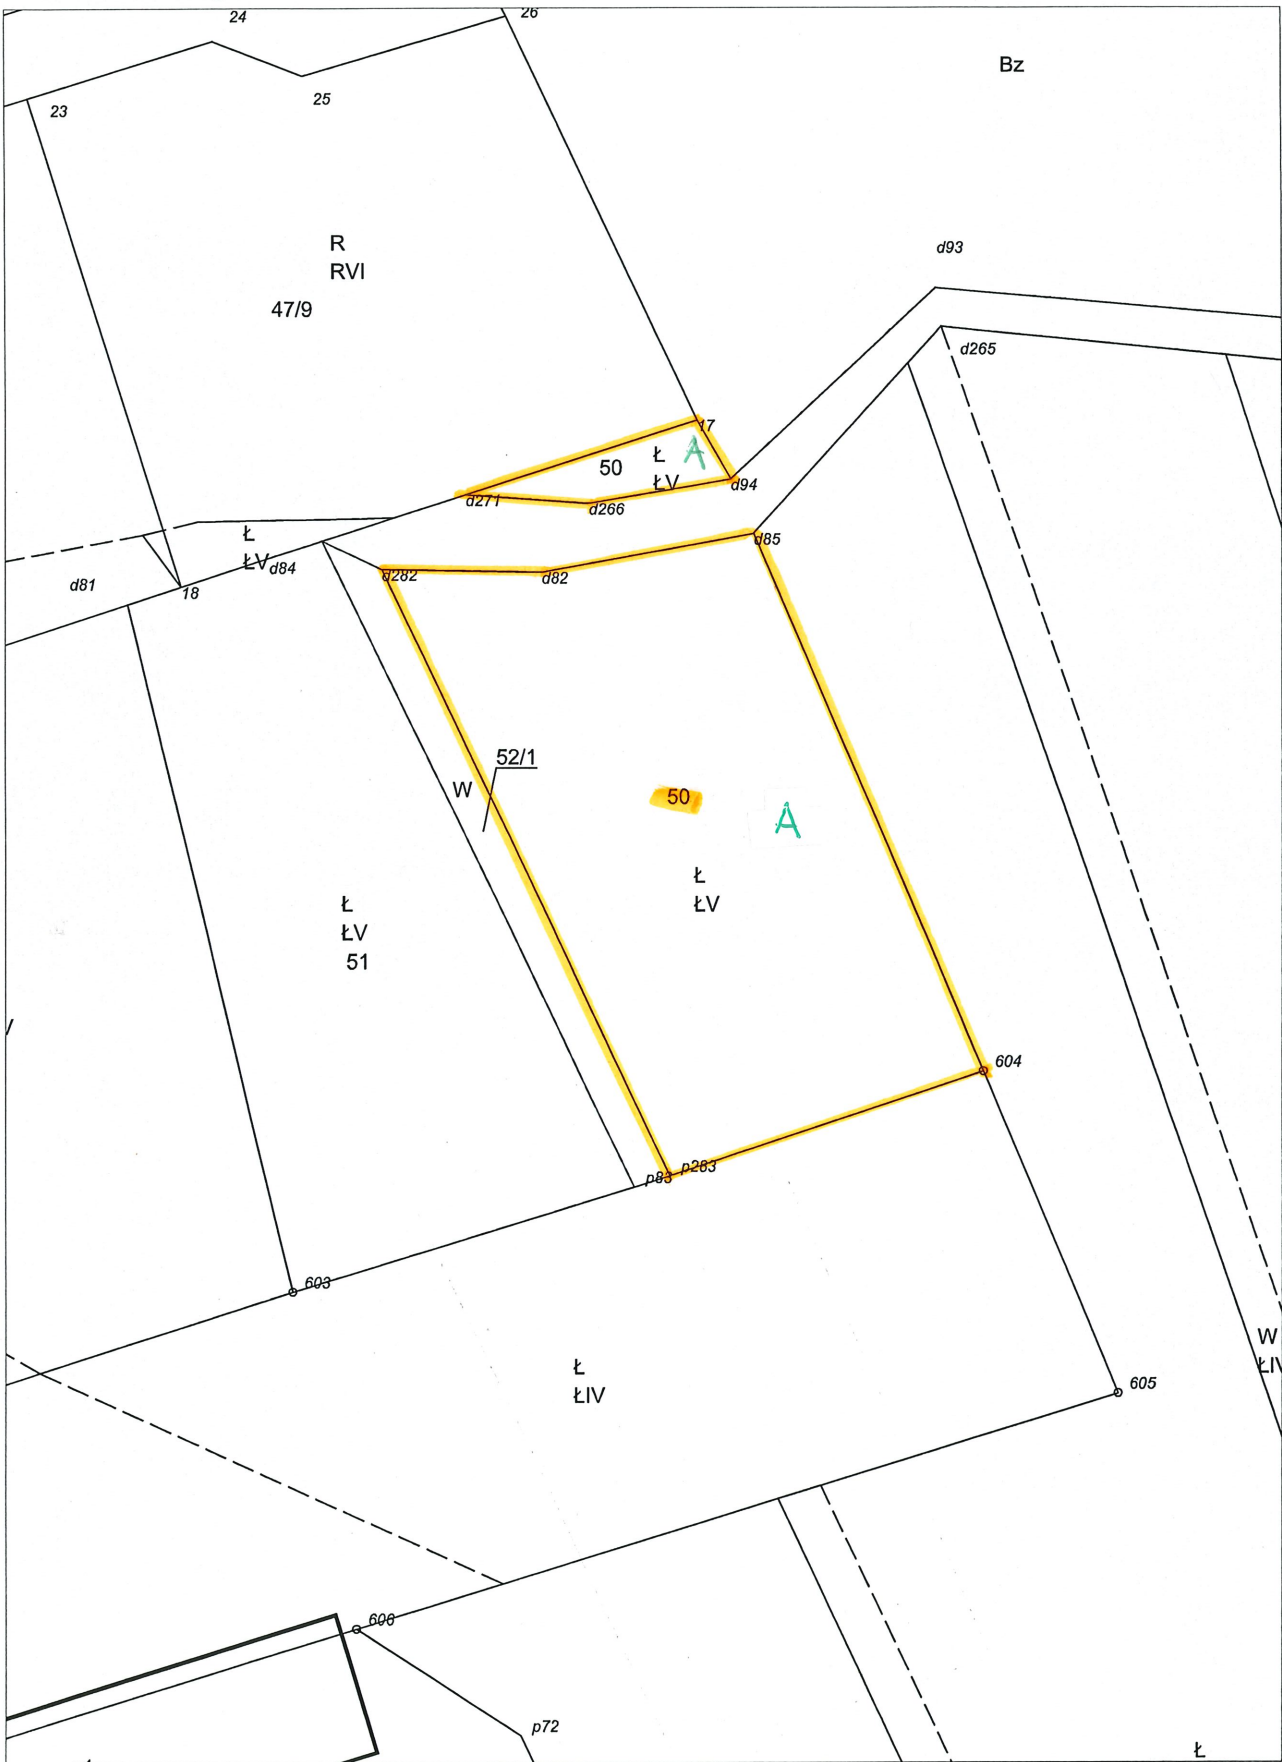 24
26
Bz
23
25
R
RVI
47/9
d93
d265
17
50
Ł
A
ŁV
d94
d271
d266
Ł
ŁV
d84
d85
d81
18
d282
d82
52/1
W
50
A
Ł
ŁV
Ł
ŁV
51
604
p83
p283
603
W
ŁIV
Ł
ŁIV
605
606
p72
Ł